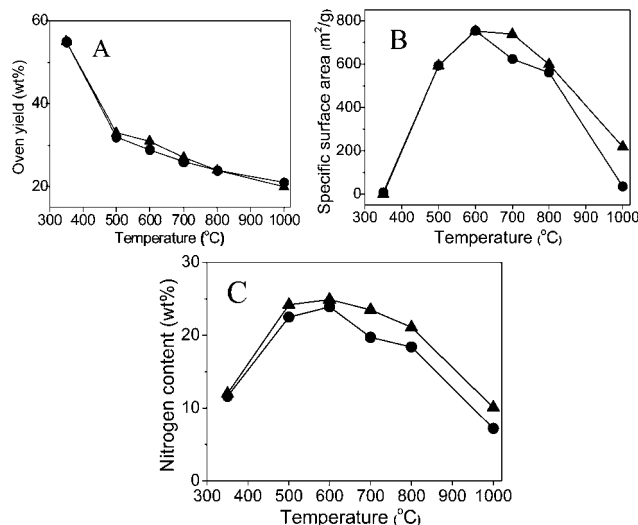 A
Oven yield (wt%)
60
40
20
300 400 500 600 700 800 900 1000
Temperature (°C)
B
Specific surface area (m²/g)
800
600
400
200
0
300 400 500 600 700 800 900 1000
Temperature (°C)
C
Nitrogen content (wt%)
30
20
10
0
300 400 500 600 700 800 900 1000
Temperature (°C)